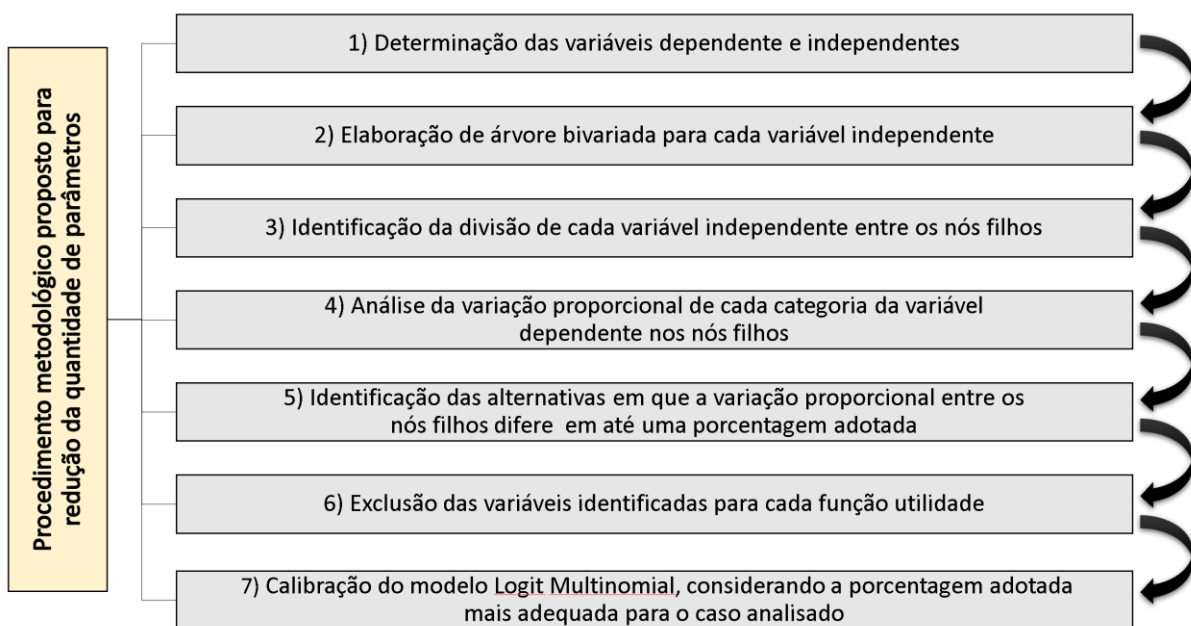 Procedimento metodológico proposto para
redução da quantidade de parâmetros
1) Determinação das variáveis dependente e independentes
2) Elaboração de árvore bivariada para cada variável independente
3) Identificação da divisão de cada variável independente entre os nós filhos
4) Análise da variação proporcional de cada categoria da variável
dependente nos nós filhos
5) Identificação das alternativas em que a variação proporcional entre os
nós filhos difere em até uma porcentagem adotada
6) Exclusão das variáveis identificadas para cada função utilidade
7) Calibração do modelo Logit Multinomial, considerando a porcentagem adotada
mais adequada para o caso analisado